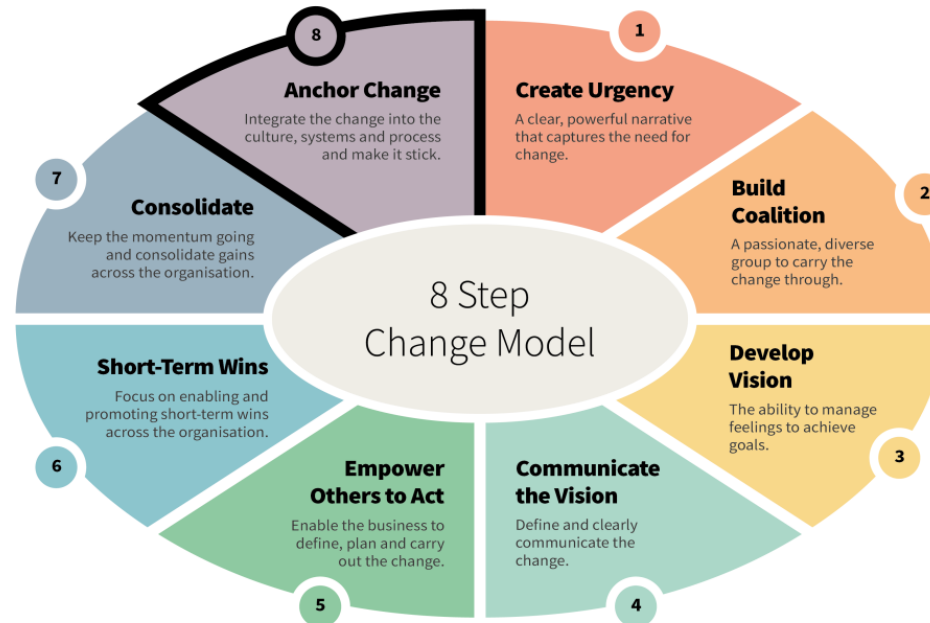 8 Step
Change Model
1
Create Urgency
A clear, powerful narrative
that captures the need for
change.
2
Build
Coalition
A passionate, diverse
group to carry the
change through.
3
Develop
Vision
The ability to manage
feelings to achieve
goals.
4
Communicate
the Vision
Define and clearly
communicate the
change.
5
Empower
Others to Act
Enable the business to
define, plan and carry
out the change.
6
Short-Term Wins
Focus on enabling and
promoting short-term wins
across the organisation.
7
Consolidate
Keep the momentum going
and consolidate gains
across the organisation.
8
Anchor Change
Integrate the change into the
culture, systems and process
and make it stick.